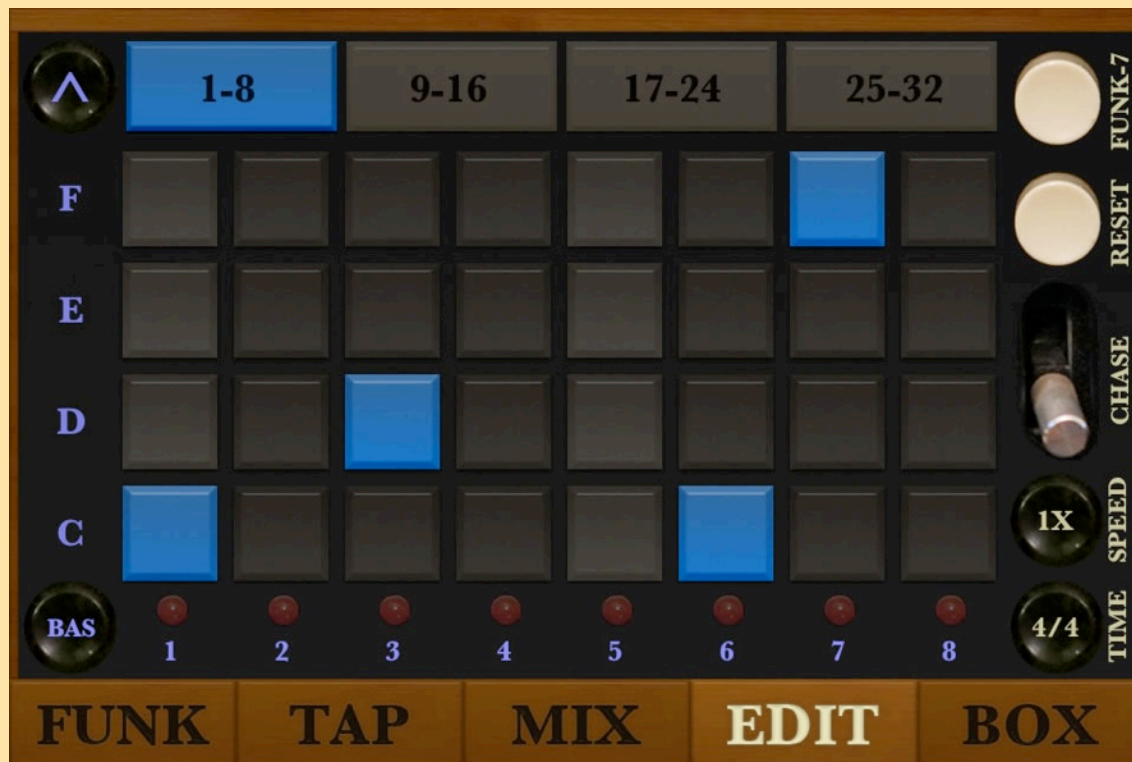 ^
1-8 9-16 17-24 25-32
FUNK-7
F
RESET
E
CHASE
D
C
1X SPEED
BAS
1 2 3 4 5 6 7 8
4/4 TIME
FUNK TAP MIX EDIT BOX